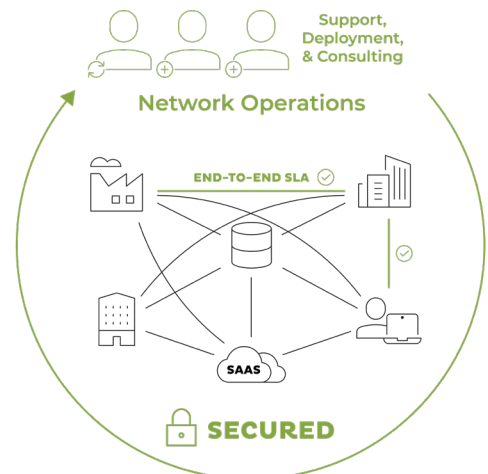 Support,
Deployment,
& Consulting
Network Operations
END-TO-END SLA
SAAS
SECURED